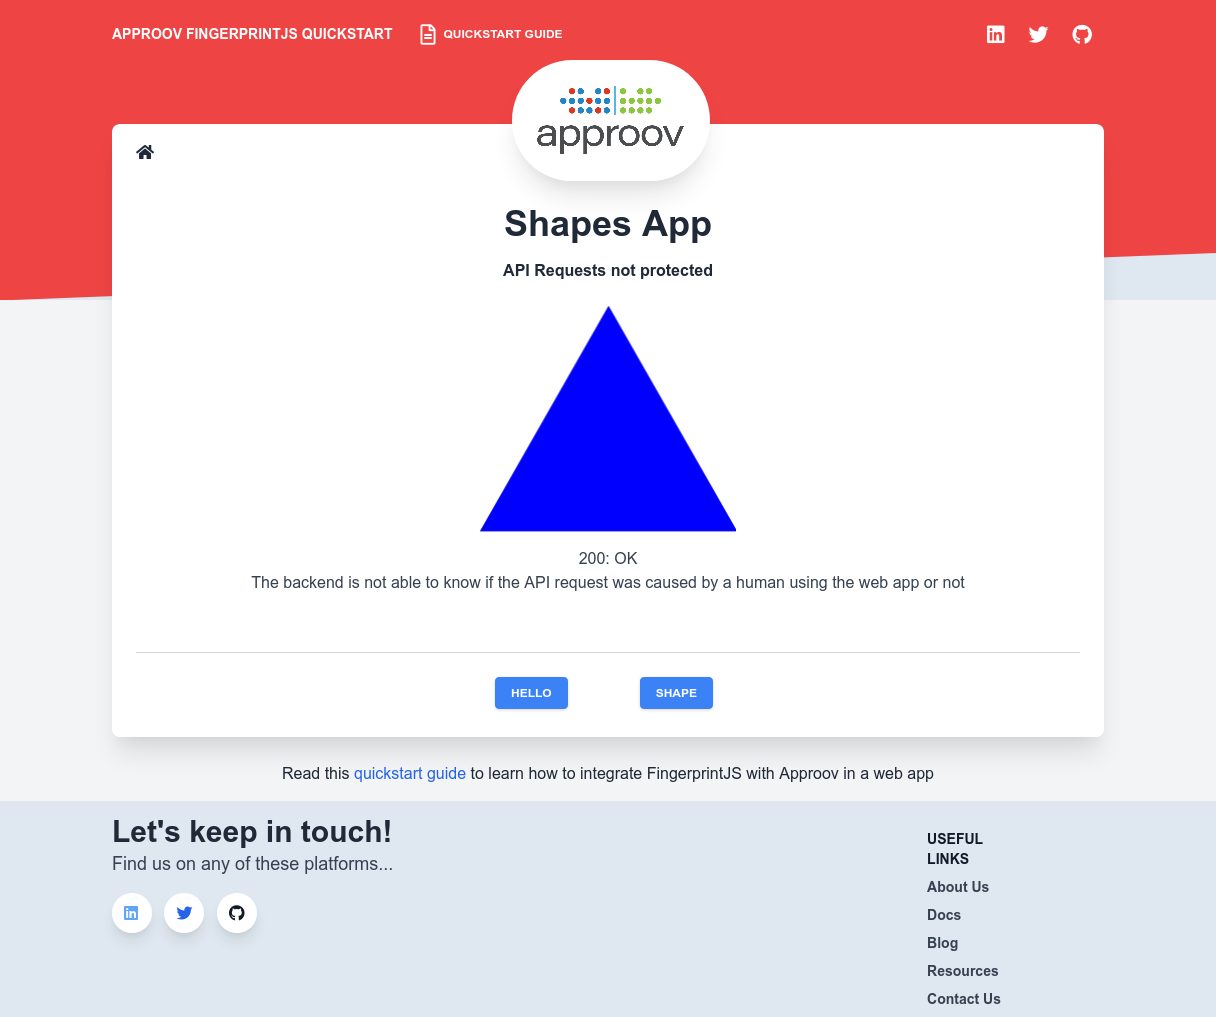 APPROOV FINGERPRINTJS QUICKSTART
QUICKSTART GUIDE
approov
Shapes App
API Requests not protected
200: OK
The backend is not able to know if the API request was caused by a human using the web app or not
HELLO
SHAPE
Read this quickstart guide to learn how to integrate FingerprintJS with Approov in a web app
Let's keep in touch!
Find us on any of these platforms...
USEFUL
LINKS
About Us
Docs
Blog
Resources
Contact Us